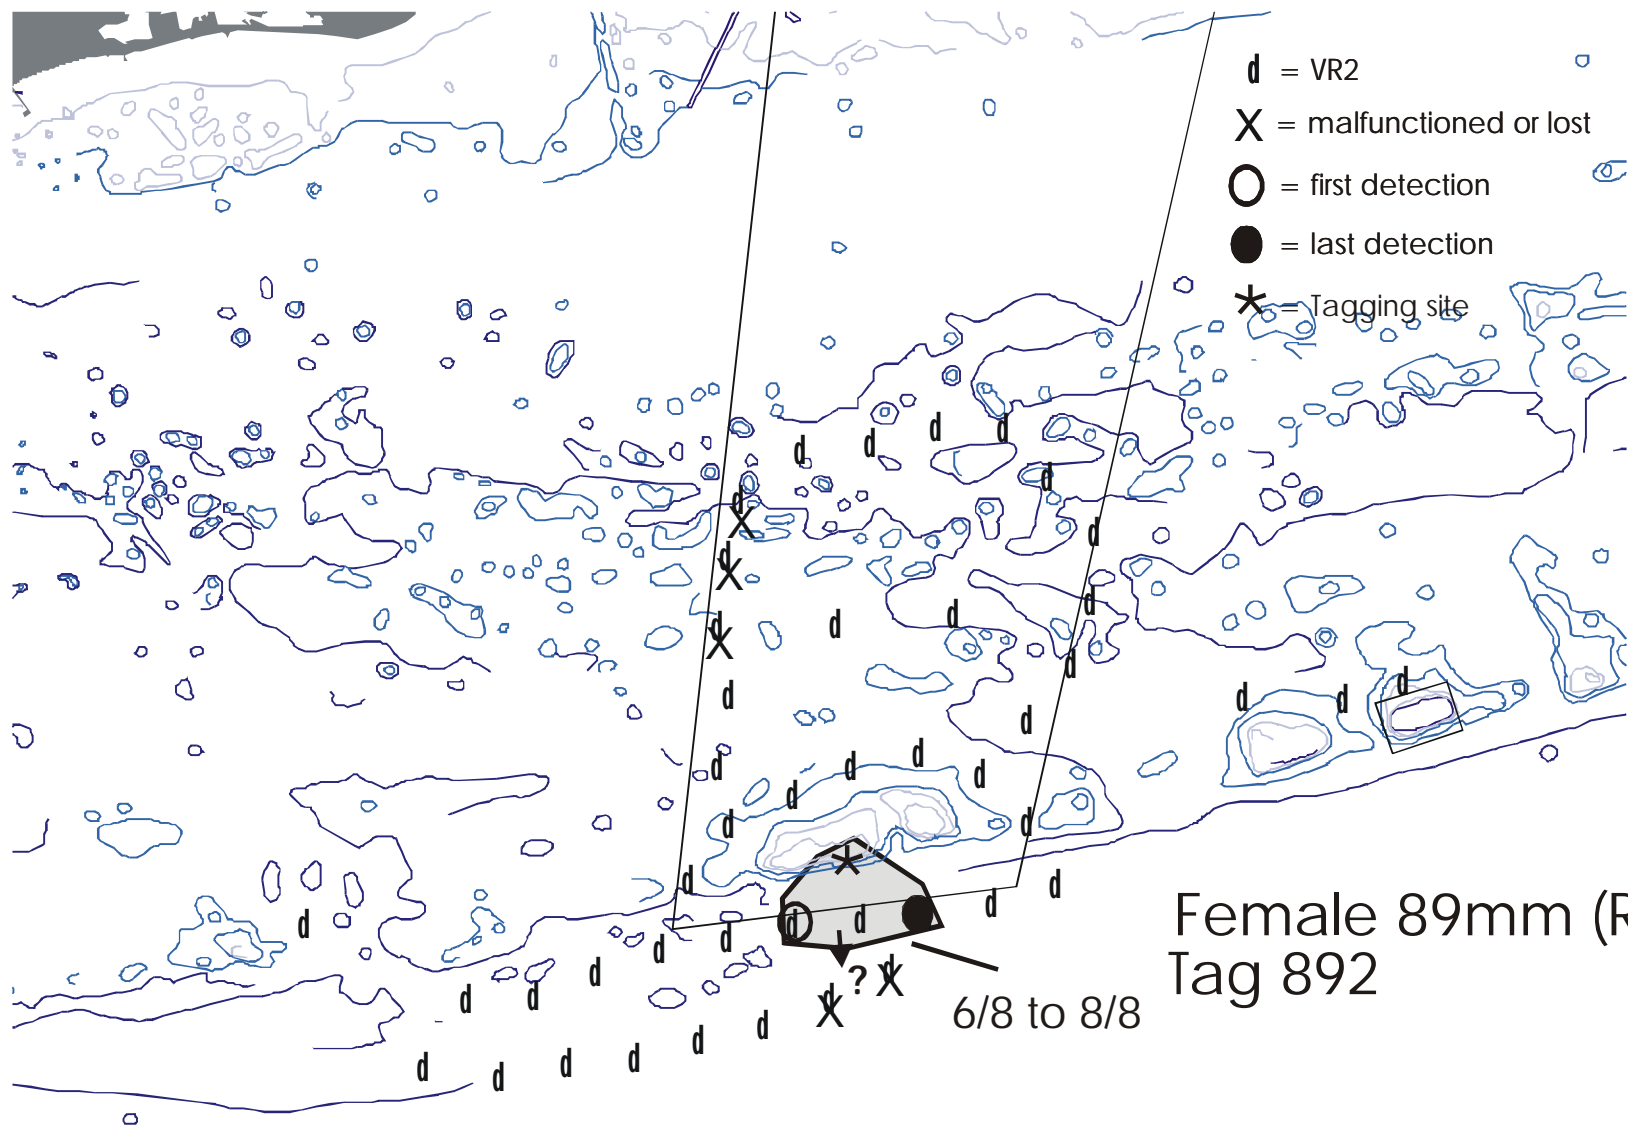 d = VR2
X = malfunctioned or lost
= first detection
= last detection
* = Tagging site
d d d d
d
d X
d
d X
d
d X
d d
d
d
d
d d d
d
d
d d
d
d
d
d
d
d
d
d d
d d d d
d
d
d
d d
? d X
d X
d
d
d
d
d
d
d
d
6/8 to 8/8
Female 89mm (R
Tag 892